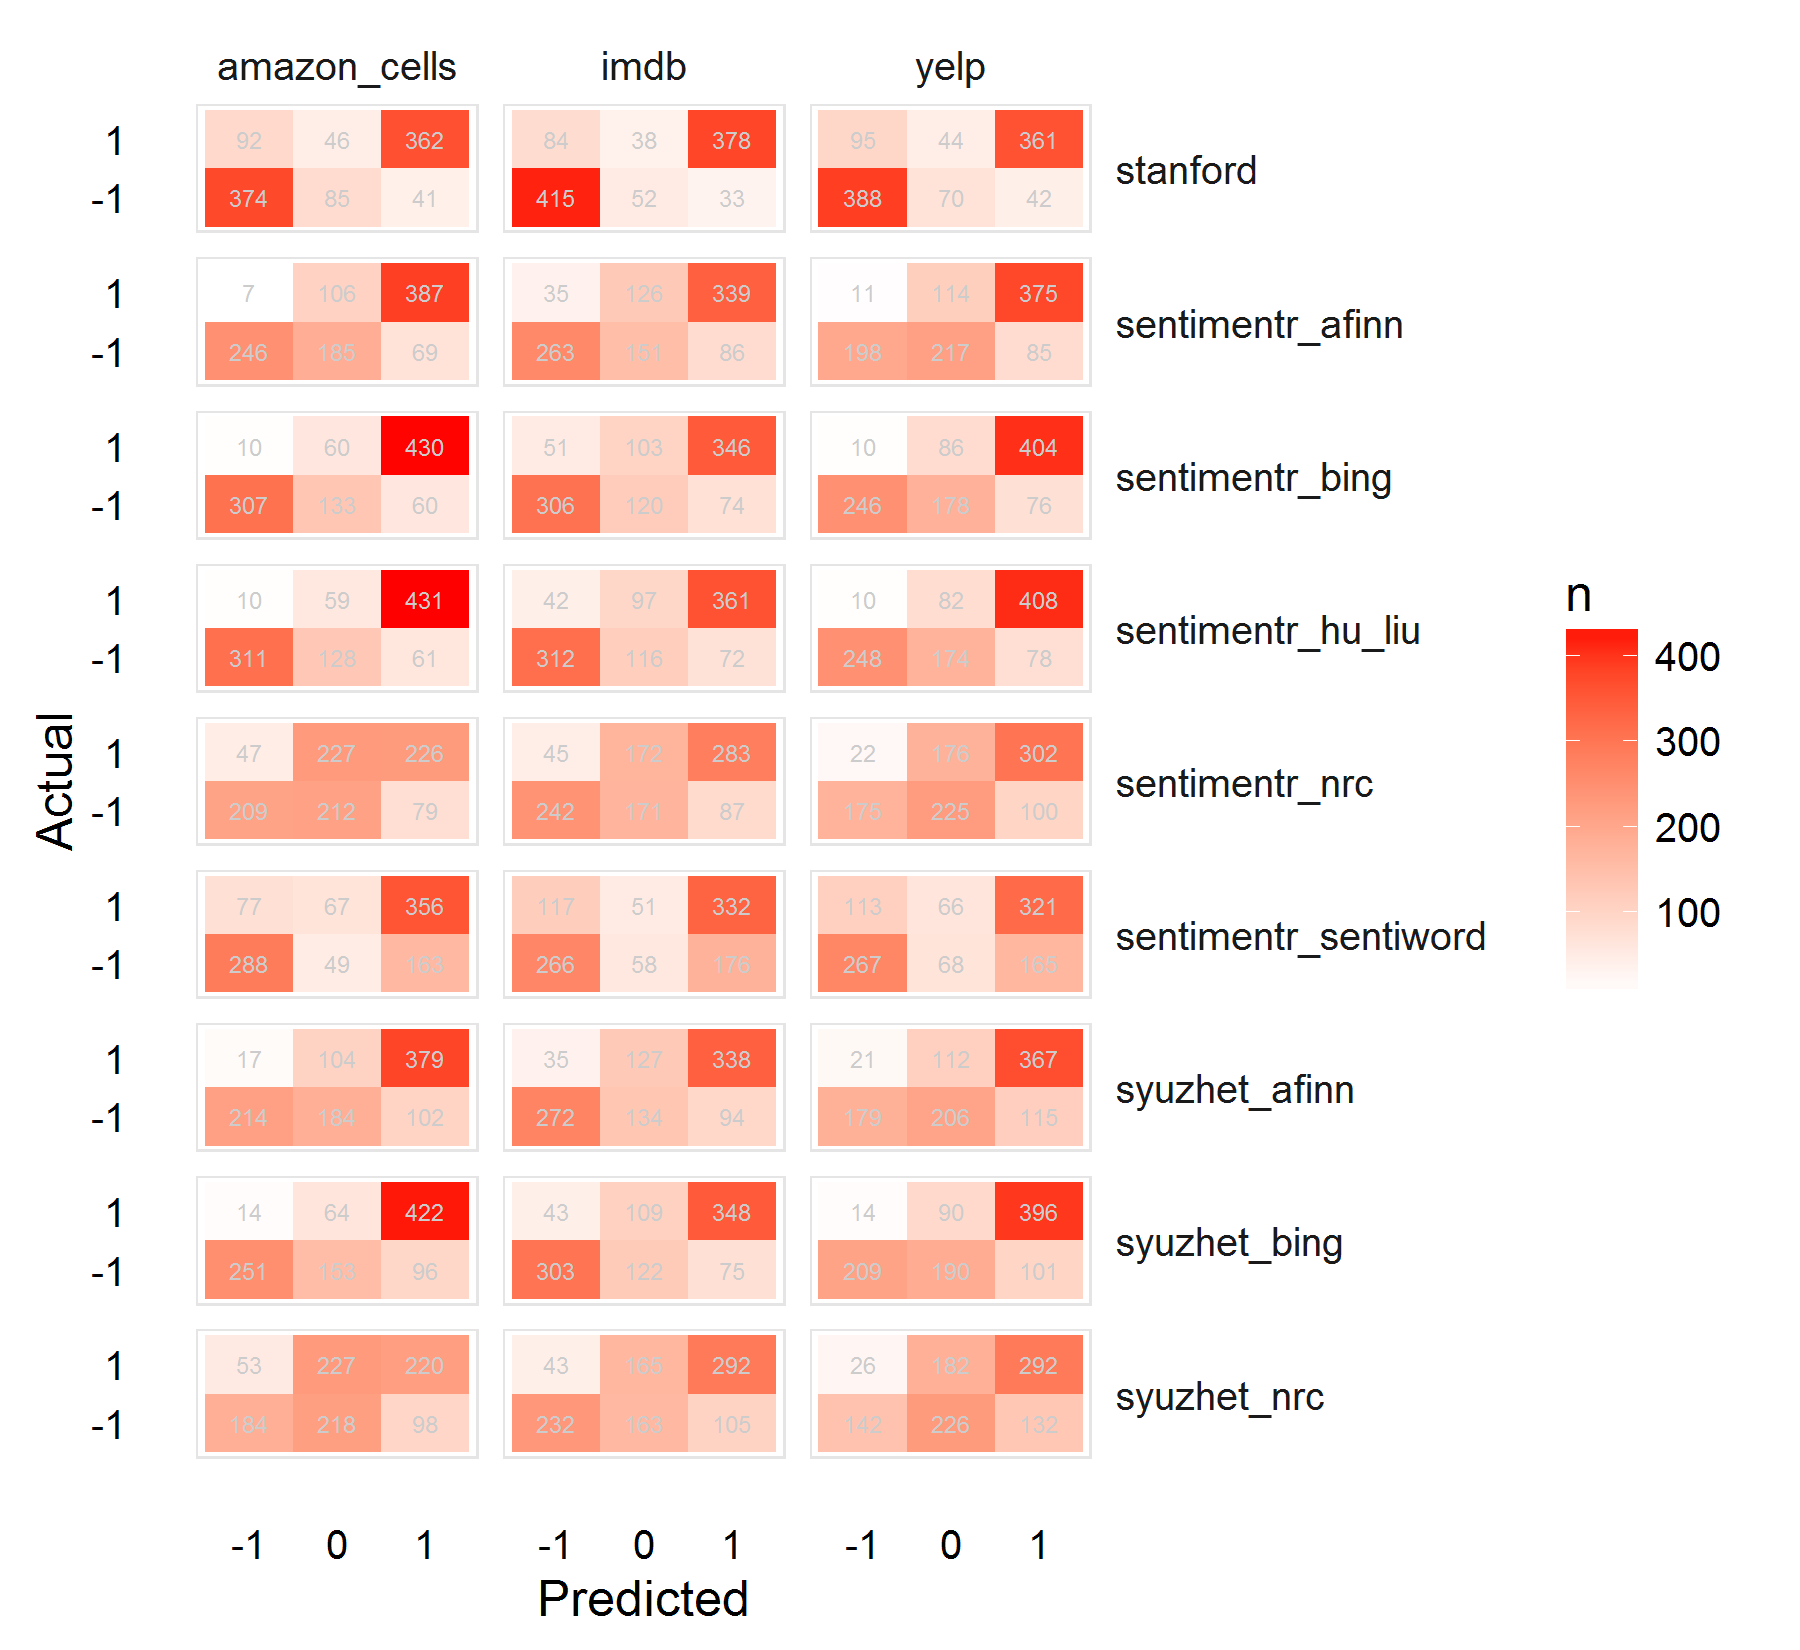 amazon_cells imdb yelp
1 92 46 362 84 38 378 95 44 361
stanford
-1 374 85 41 415 52 33 388 70 42
1 7 106 387 35 126 339 11 114 375
sentimentr_afinn
-1 246 185 69 263 151 86 198 217 85
1 10 60 430 51 103 346 10 86 404
sentimentr_bing
-1 307 133 60 306 120 74 246 178 76
1 10 59 431 42 97 361 10 82 408
sentimentr_hu_liu
-1 311 128 61 312 116 72 248 174 78
1 47 227 226 45 172 283 22 176 302
sentimentr_nrc
-1 209 212 79 242 171 87 175 225 100
1 77 67 356 117 51 332 113 66 321
sentimentr_sentiword
-1 288 49 163 266 58 176 267 68 165
1 17 104 379 35 127 338 21 112 367
syuzhet_afinn
-1 214 184 102 272 134 94 179 206 115
1 14 64 422 43 109 348 14 90 396
syuzhet_bing
-1 251 153 96 303 122 75 209 190 101
1 53 227 220 43 165 292 26 182 292
syuzhet_nrc
-1 184 218 98 232 163 105 142 226 132
-1 0 1 -1 0 1 -1 0 1
Predicted
Actual
n
400
300
200
100